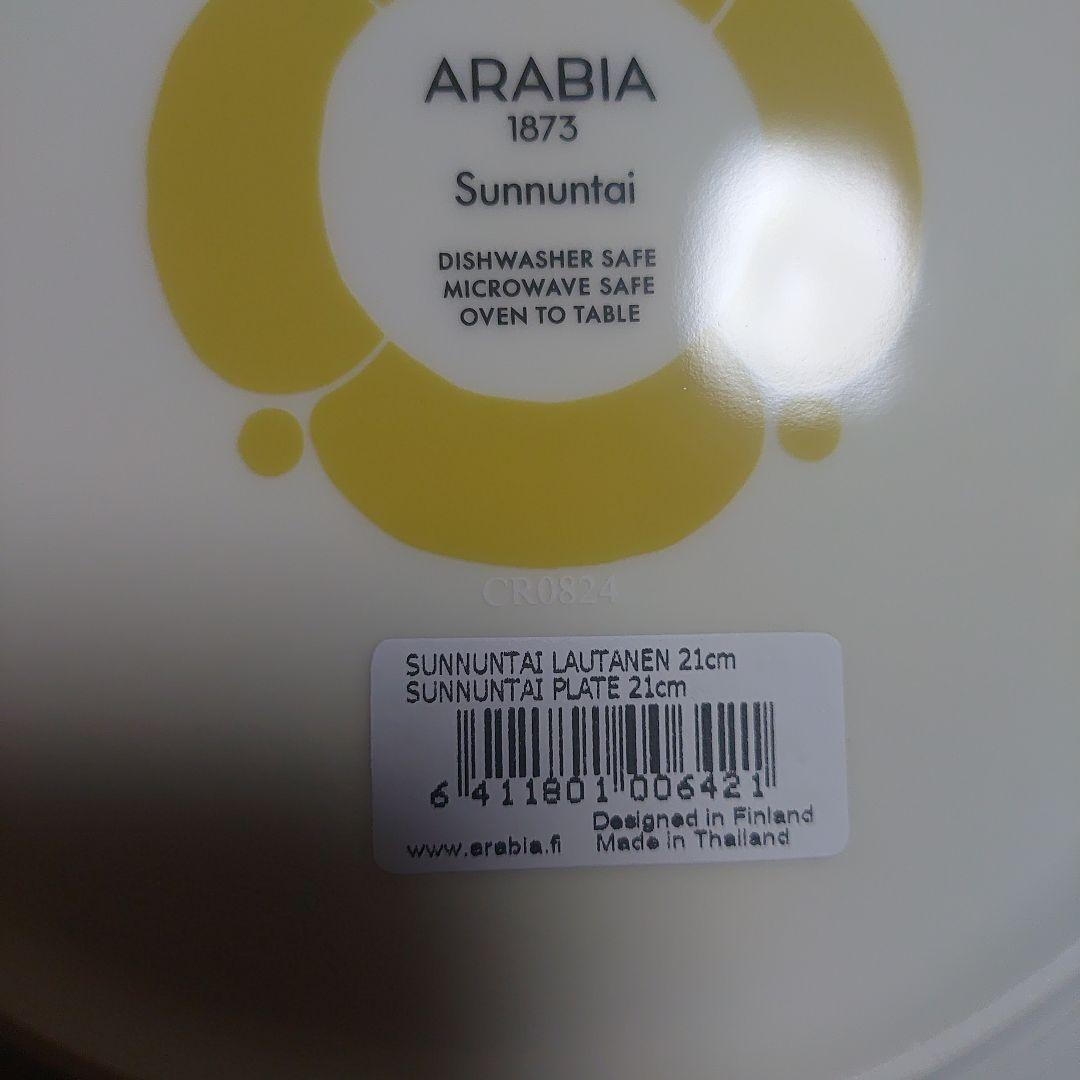 ARABIA
1873
Sunnuntai
DISHWASHER SAFE
MICROWAVE SAFE
OVEN TO TABLE
CR0824
SUNNUNTAI LAUTANEN 21cm
SUNNUNTAI PLATE 21cm
6 411801 006421
Designed in Finland
www.arabia.fi Made in Thailand